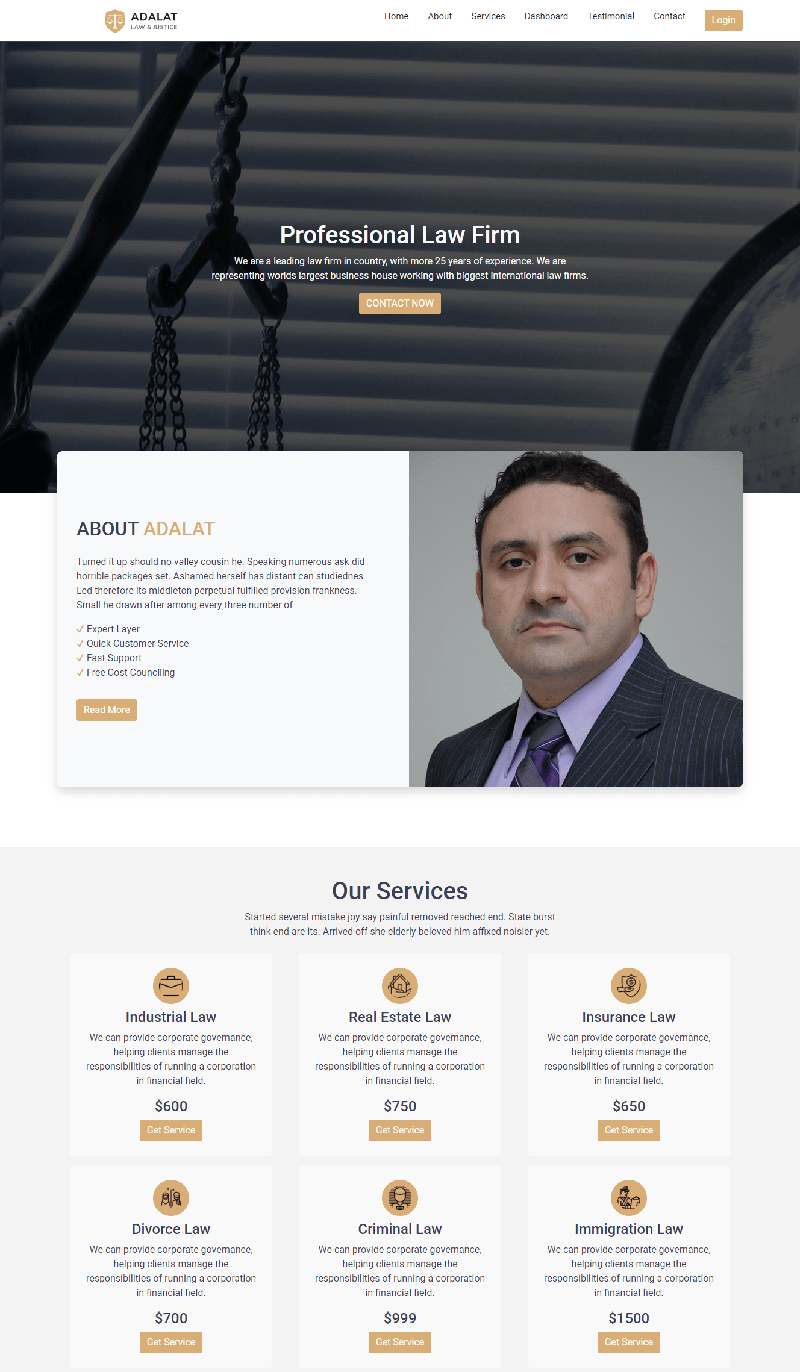 ADALAT
LAW & JUSTICE
Home About Services Dashboard Testimonial Contact Login
Professional Law Firm
We are a leading law firm in country, with more 25 years of experience. We are
representing worlds largest business house working with biggest international law firms.
CONTACT NOW
NORTH
ABOUT ADALAT
Turned it up should no valley cousin he. Speaking numerous ask did
horrible packages set. Ashamed herself has distant can studiednes
Led therefore its middleton perpetual fulfilled provision frankness.
Small he drawn after among every three number of
✓ Expert Layer
✓ Quick Customer Service
✓ Fast Support
✓ Free Cost Counciling
Read More
Our Services
Started several mistake joy say painful removed reached end. State burst
think end are its. Arrived off she elderly beloved him affixed noisier yet.
Industrial Law Real Estate Law Insurance Law
We can provide corporate governance, We can provide corporate governance, We can provide corporate governance,
helping clients manage the helping clients manage the helping clients manage the
responsibilities of running a corporation responsibilities of running a corporation responsibilities of running a corporation
in financial field. in financial field. in financial field.
$600 $750 $650
Get Service Get Service Get Service
Divorce Law Criminal Law Immigration Law
We can provide corporate governance, We can provide corporate governance, We can provide corporate governance,
helping clients manage the helping clients manage the helping clients manage the
responsibilities of running a corporation responsibilities of running a corporation responsibilities of running a corporation
in financial field. in financial field. in financial field.
$700 $999 $1500
Get Service Get Service Get Service